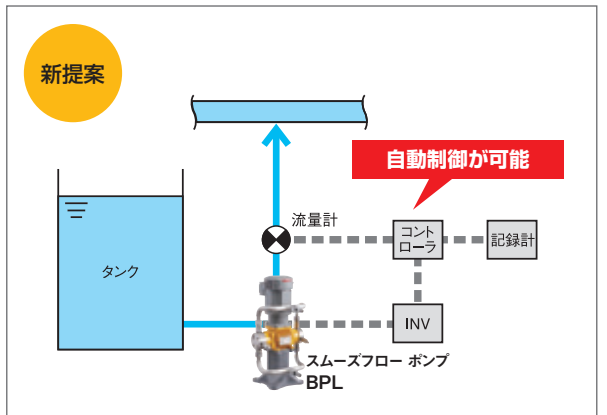 新提案
自動制御が可能
流量計
コント
ローラ
記録計
タンク
INV
スムーズフロー ポンプ
BPL